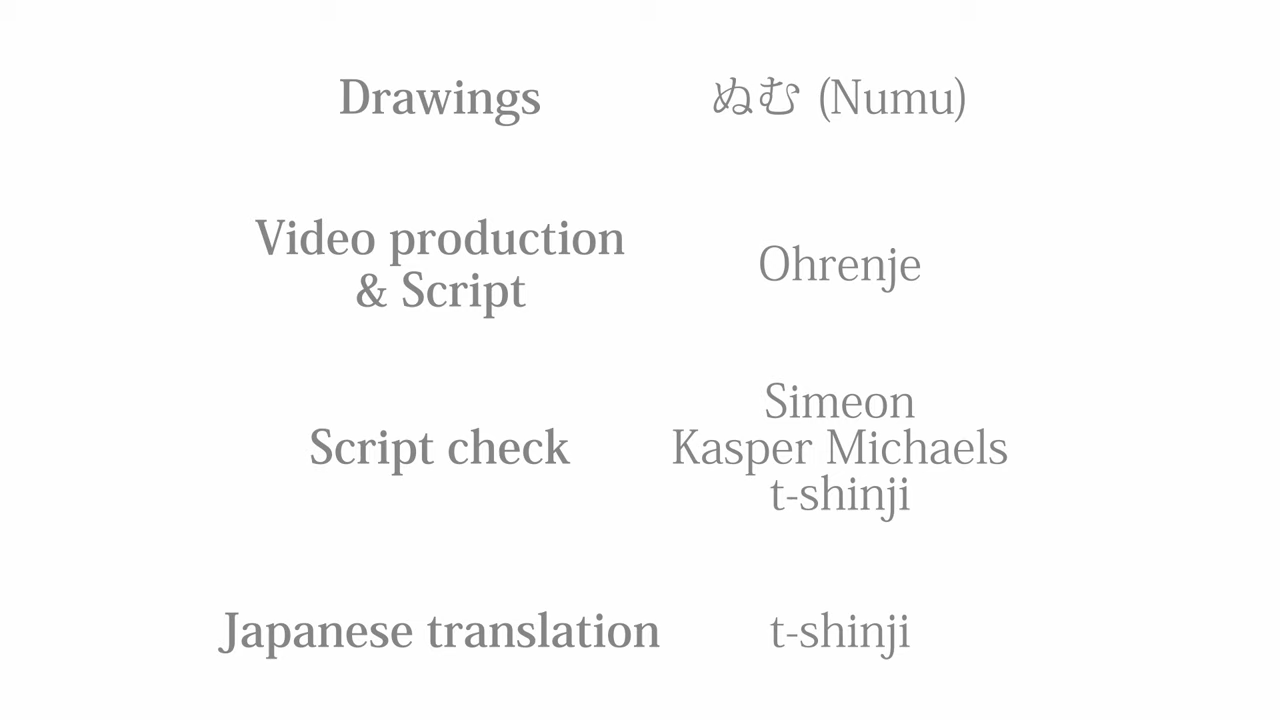 Drawings
ぬむ (Numu)
Video production
& Script
Ohrenje
Script check
Simeon
Kasper Michaels
t-shinji
Japanese translation
t-shinji